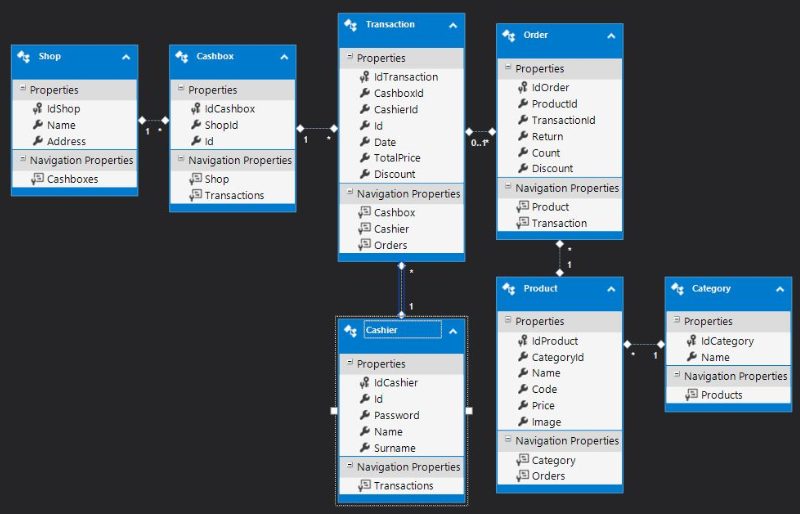 Shop
Properties
IdShop
Name
Address
Navigation Properties
Cashboxes
1
*
Cashbox
Properties
IdCashbox
ShopId
Id
Navigation Properties
Shop
Transactions
1
*
Transaction
Properties
IdTransaction
CashboxId
CashierId
Id
Date
TotalPrice
Discount
Navigation Properties
Cashbox
Cashier
Orders
0..1
*
Order
Properties
IdOrder
ProductId
TransactionId
Return
Count
Discount
Navigation Properties
Product
Transaction
*
1
*
1
Cashier
Properties
IdCashier
Id
Password
Name
Surname
Navigation Properties
Transactions
Product
Properties
IdProduct
CategoryId
Name
Code
Price
Image
Navigation Properties
Category
Orders
*
1
Category
Properties
IdCategory
Name
Navigation Properties
Products